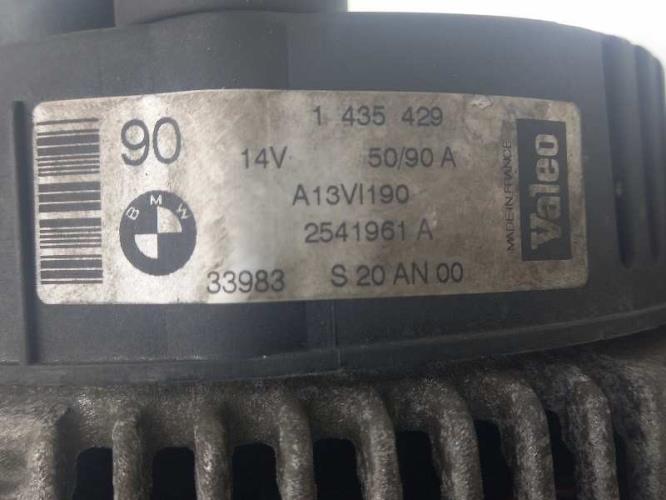 90
1 435 429
14V 50/90 A
A13VI190
2541961 A
33983 S 20 AN 00
BMW
MADE IN FRANCE
Valeo